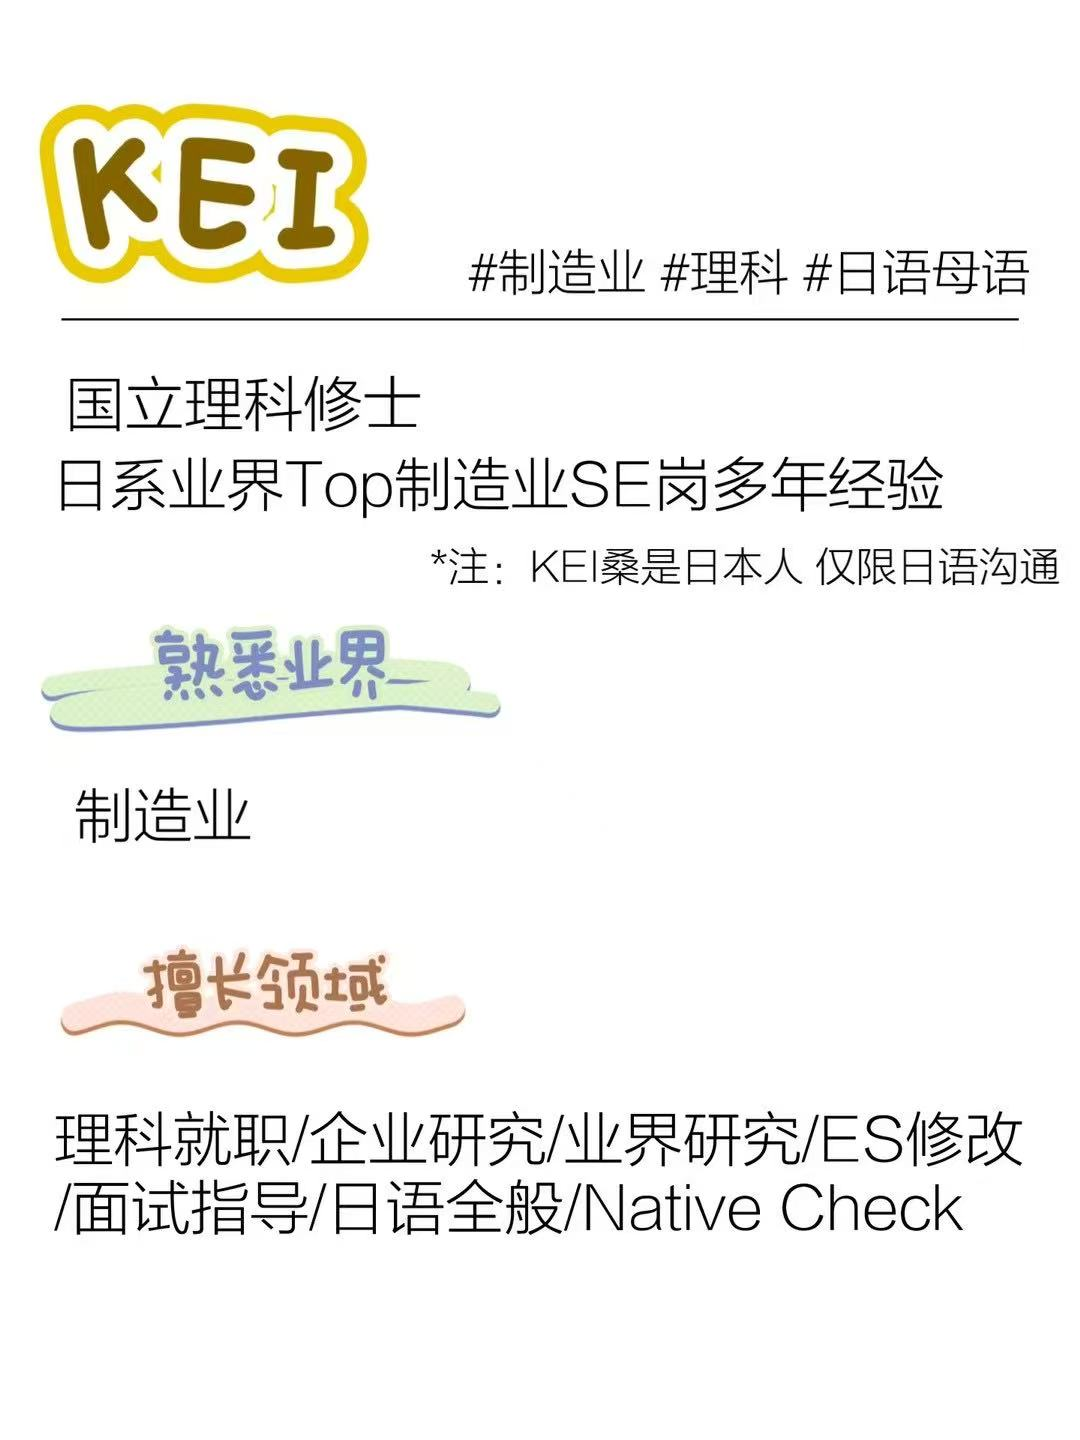 KEI
#制造业 #理科 #日语母语
国立理科修士
日系业界Top制造业SE岗多年经验
*注：KEI桑是日本人 仅限日语沟通
熟悉业界
制造业
擅长领域
理科就职/企业研究/业界研究/ES修改
/面试指导/日语全般/Native Check